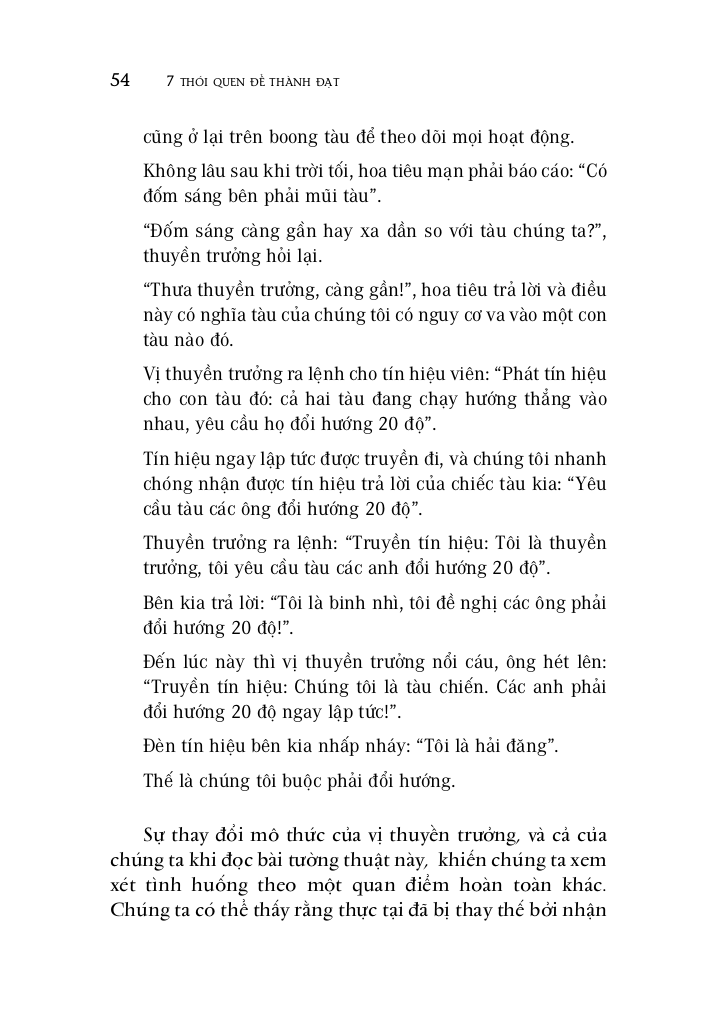 54 7 THÓI QUEN ĐỂ THÀNH ĐẠT
cũng ở lại trên boong tàu để theo dõi mọi hoạt động.
Không lâu sau khi trời tối, hoa tiêu mạn phải báo cáo: “Có
đốm sáng bên phải mũi tàu”.
“Đốm sáng càng gần hay xa dần so với tàu chúng ta?”,
thuyền trưởng hỏi lại.
“Thưa thuyền trưởng, càng gần!”, hoa tiêu trả lời và điều
này có nghĩa tàu của chúng tôi có nguy cơ va vào một con
tàu nào đó.
Vị thuyền trưởng ra lệnh cho tín hiệu viên: “Phát tín hiệu
cho con tàu đó: cả hai tàu đang chạy hướng thẳng vào
nhau, yêu cầu họ đổi hướng 20 độ”.
Tín hiệu ngay lập tức được truyền đi, và chúng tôi nhanh
chóng nhận được tín hiệu trả lời của chiếc tàu kia: “Yêu
cầu tàu các ông đổi hướng 20 độ”.
Thuyền trưởng ra lệnh: “Truyền tín hiệu: Tôi là thuyền
trưởng, tôi yêu cầu tàu các anh đổi hướng 20 độ”.
Bên kia trả lời: “Tôi là binh nhì, tôi đề nghị các ông phải
đổi hướng 20 độ!”.
Đến lúc này thì vị thuyền trưởng nổi cáu, ông hét lên:
“Truyền tín hiệu: Chúng tôi là tàu chiến. Các anh phải
đổi hướng 20 độ ngay lập tức!”.
Đèn tín hiệu bên kia nhấp nháy: “Tôi là hải đăng”.
Thế là chúng tôi buộc phải đổi hướng.
Sự thay đổi mô thức của vị thuyền trưởng, và cả của
chúng ta khi đọc bài tường thuật này, khiến chúng ta xem
xét tình huống theo một quan điểm hoàn toàn khác.
Chúng ta có thể thấy rằng thực tại đã bị thay thế bởi nhận